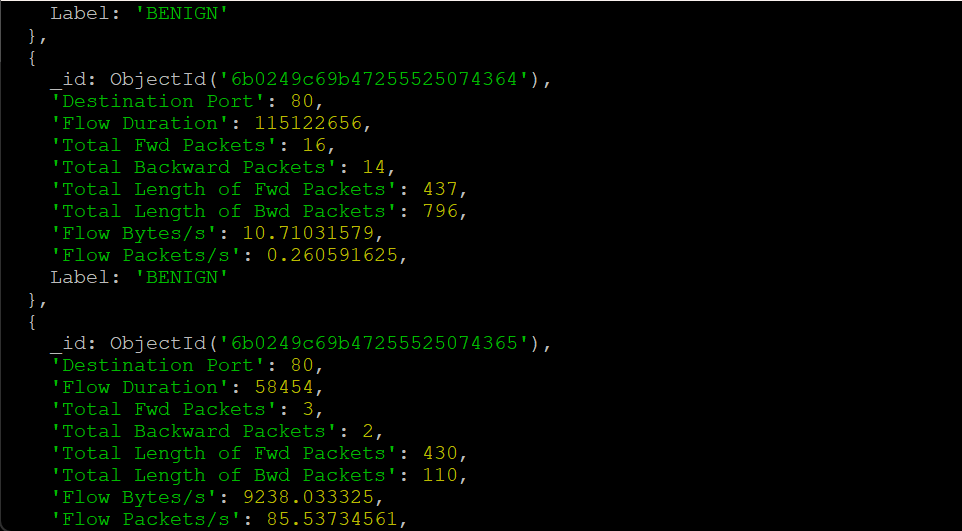 Label: 'BENIGN'
},
{
_id: ObjectId('6b0249c69b47255525074364'),
'Destination Port': 80,
'Flow Duration': 115122656,
'Total Fwd Packets': 16,
'Total Backward Packets': 14,
'Total Length of Fwd Packets': 437,
'Total Length of Bwd Packets': 796,
'Flow Bytes/s': 10.71031579,
'Flow Packets/s': 0.260591625,
Label: 'BENIGN'
},
{
_id: ObjectId('6b0249c69b47255525074365'),
'Destination Port': 80,
'Flow Duration': 58454,
'Total Fwd Packets': 3,
'Total Backward Packets': 2,
'Total Length of Fwd Packets': 430,
'Total Length of Bwd Packets': 110,
'Flow Bytes/s': 9238.033325,
'Flow Packets/s': 85.53734561,